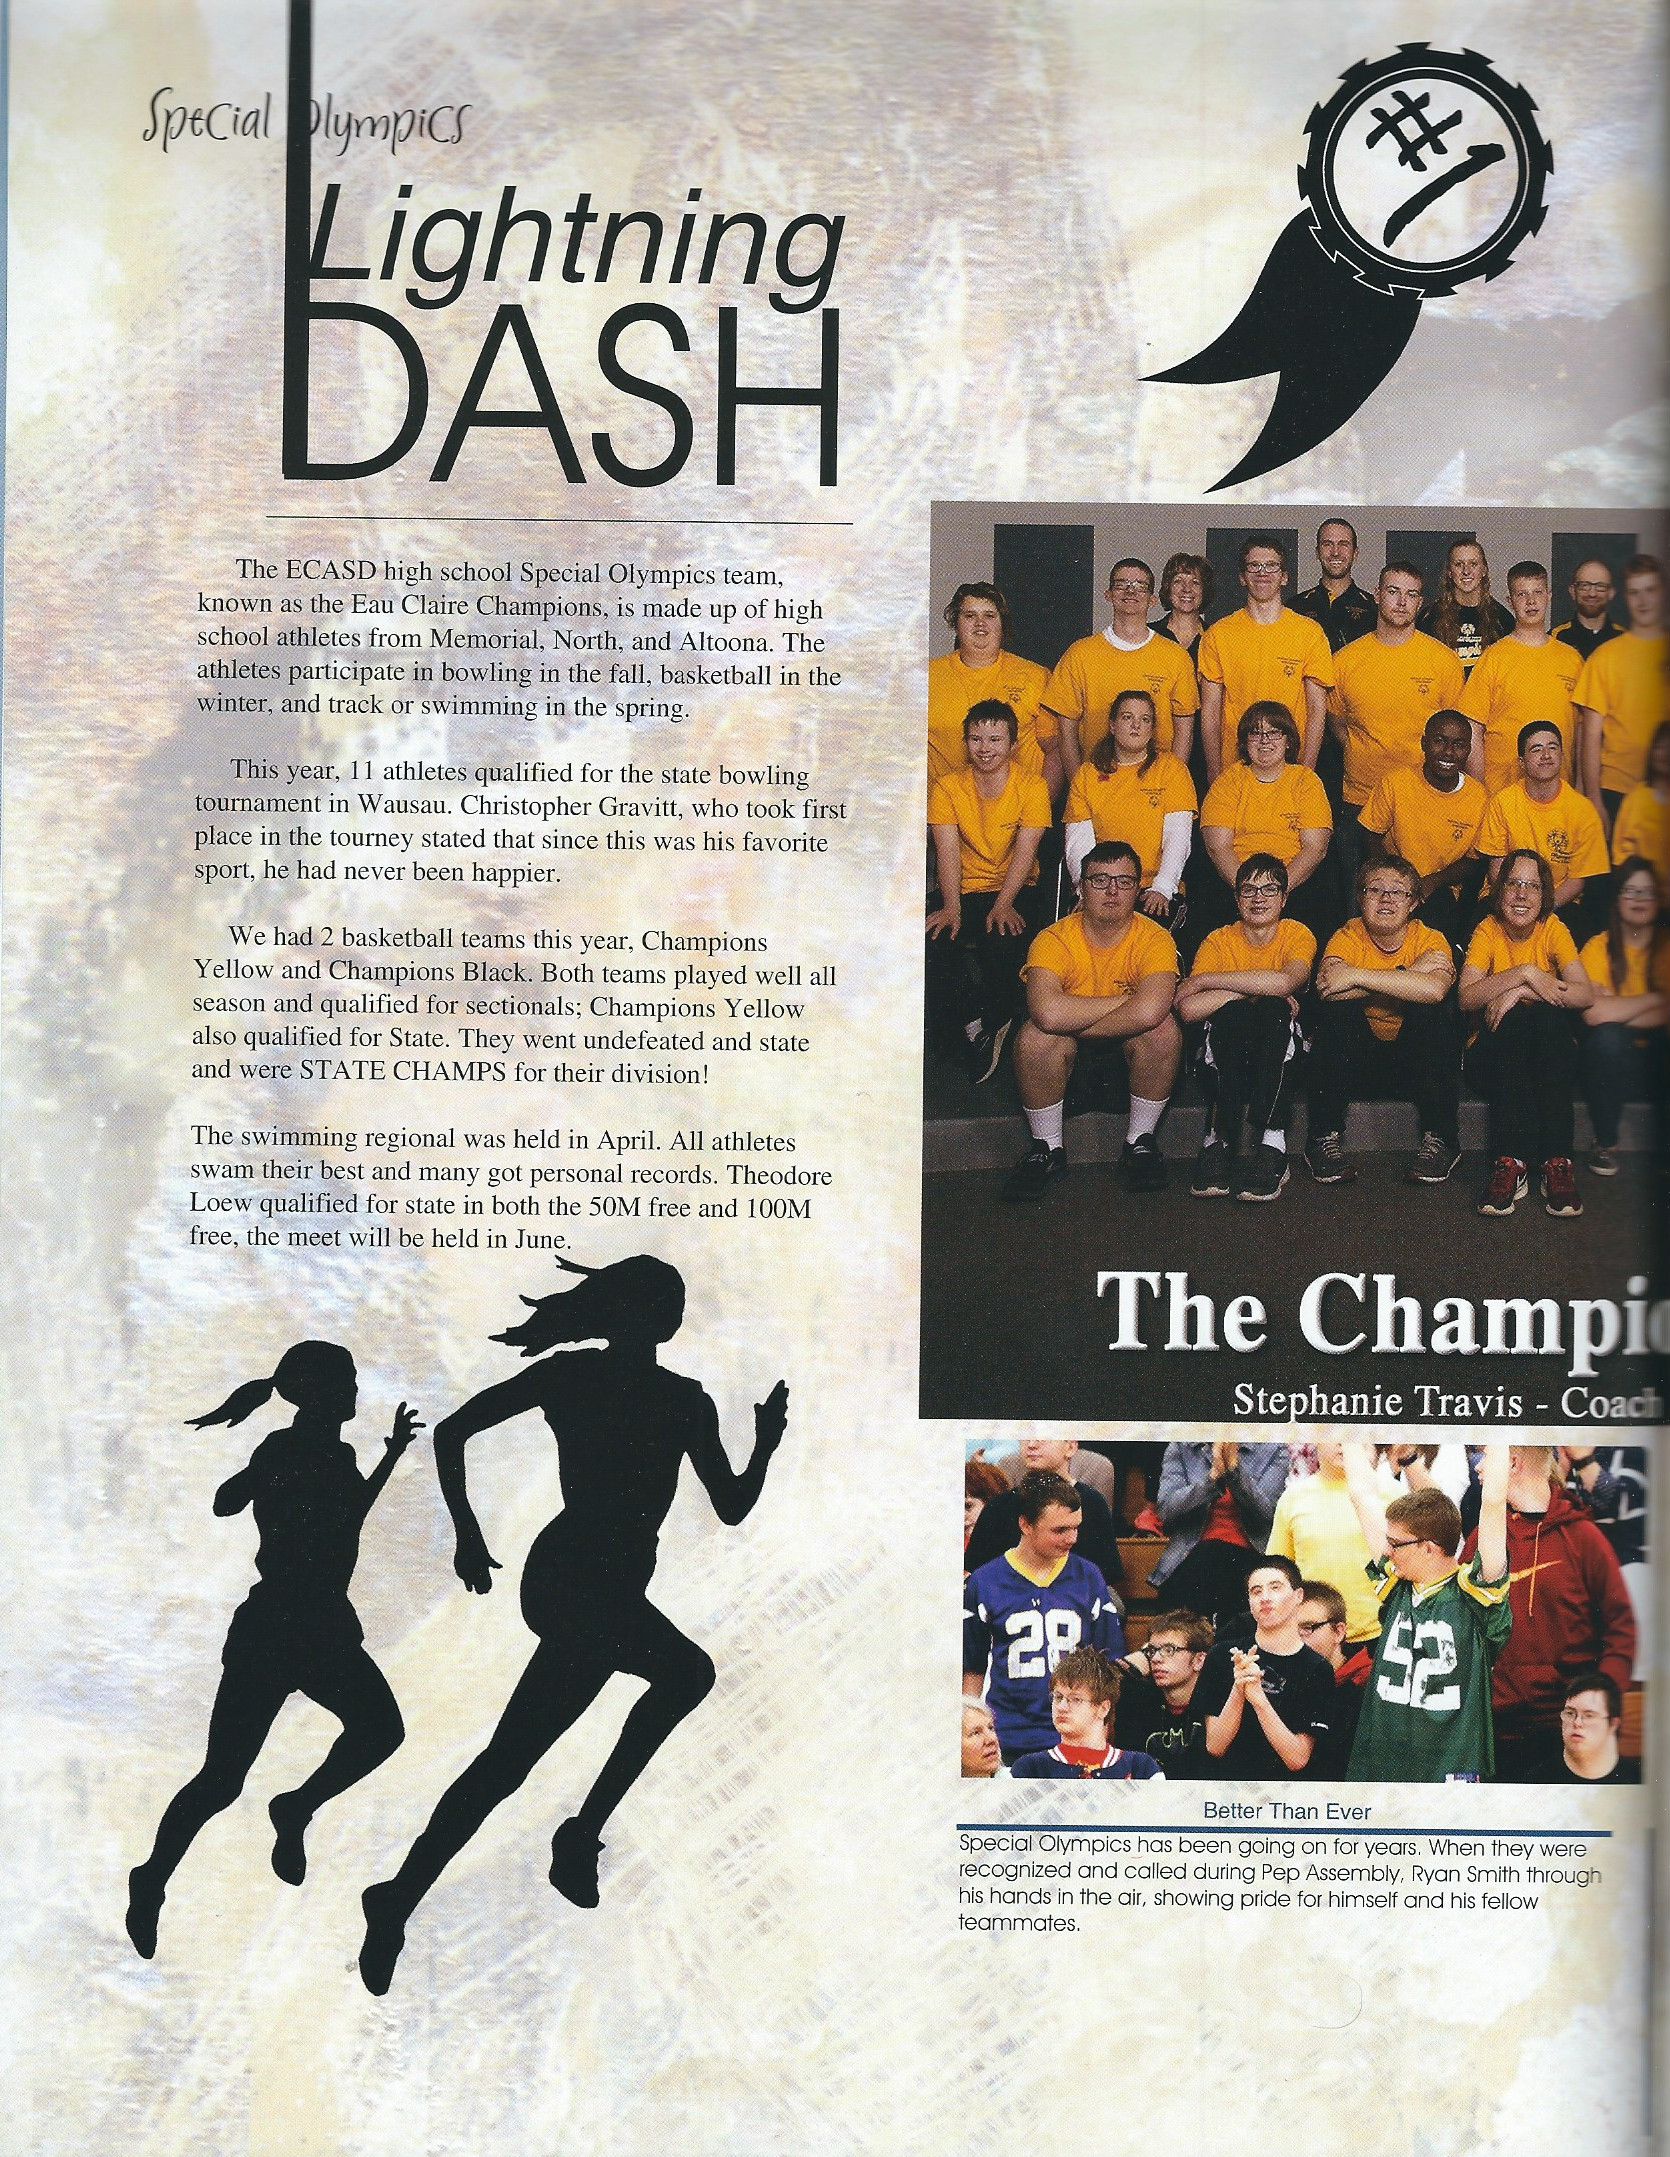 Special Olympics
Lightning
DASH
#1
The ECASD high school Special Olympics team,
known as the Eau Claire Champions, is made up of high
school athletes from Memorial, North, and Altoona. The
athletes participate in bowling in the fall, basketball in the
winter, and track or swimming in the spring.
This year, 11 athletes qualified for the state bowling
tournament in Wausau. Christopher Gravitt, who took first
place in the tourney stated that since this was his favorite
sport, he had never been happier.
We had 2 basketball teams this year, Champions
Yellow and Champions Black. Both teams played well all
season and qualified for sectionals; Champions Yellow
also qualified for State. They went undefeated and state
and were STATE CHAMPS for their division!
The swimming regional was held in April. All athletes
swam their best and many got personal records. Theodore
Loew qualified for state in both the 50M free and 100M
free, the meet will be held in June.
The Champio
Stephanie Travis - Coach
28
52
Better Than Ever
Special Olympics has been going on for years. When they were
recognized and called during Pep Assembly, Ryan Smith through
his hands in the air, showing pride for himself and his fellow
teammates.